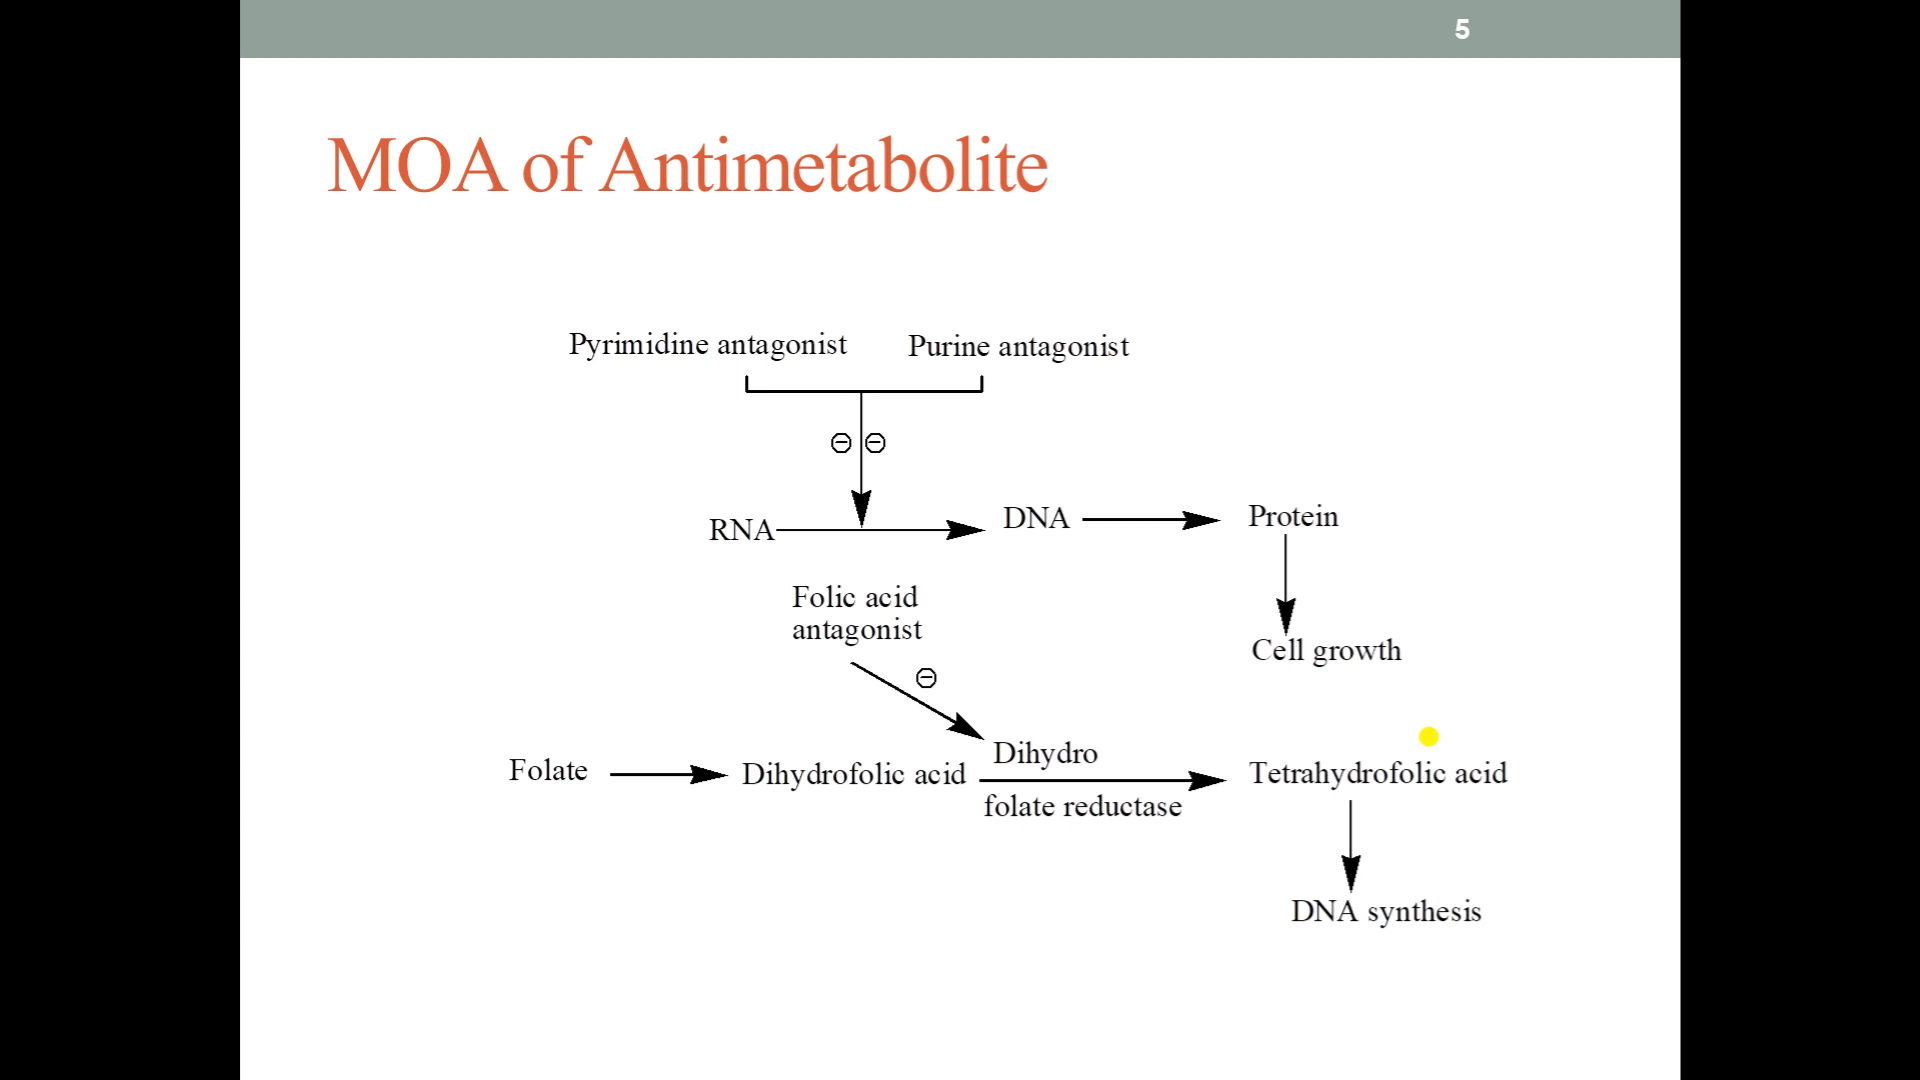 5
MOA of Antimetabolite
Pyrimidine antagonist
Purine antagonist
RNA
DNA
Protein
Cell growth
Folic acid
antagonist
Folate
Dihydrofolic acid
Dihydro
folate reductase
Tetrahydrofolic acid
DNA synthesis